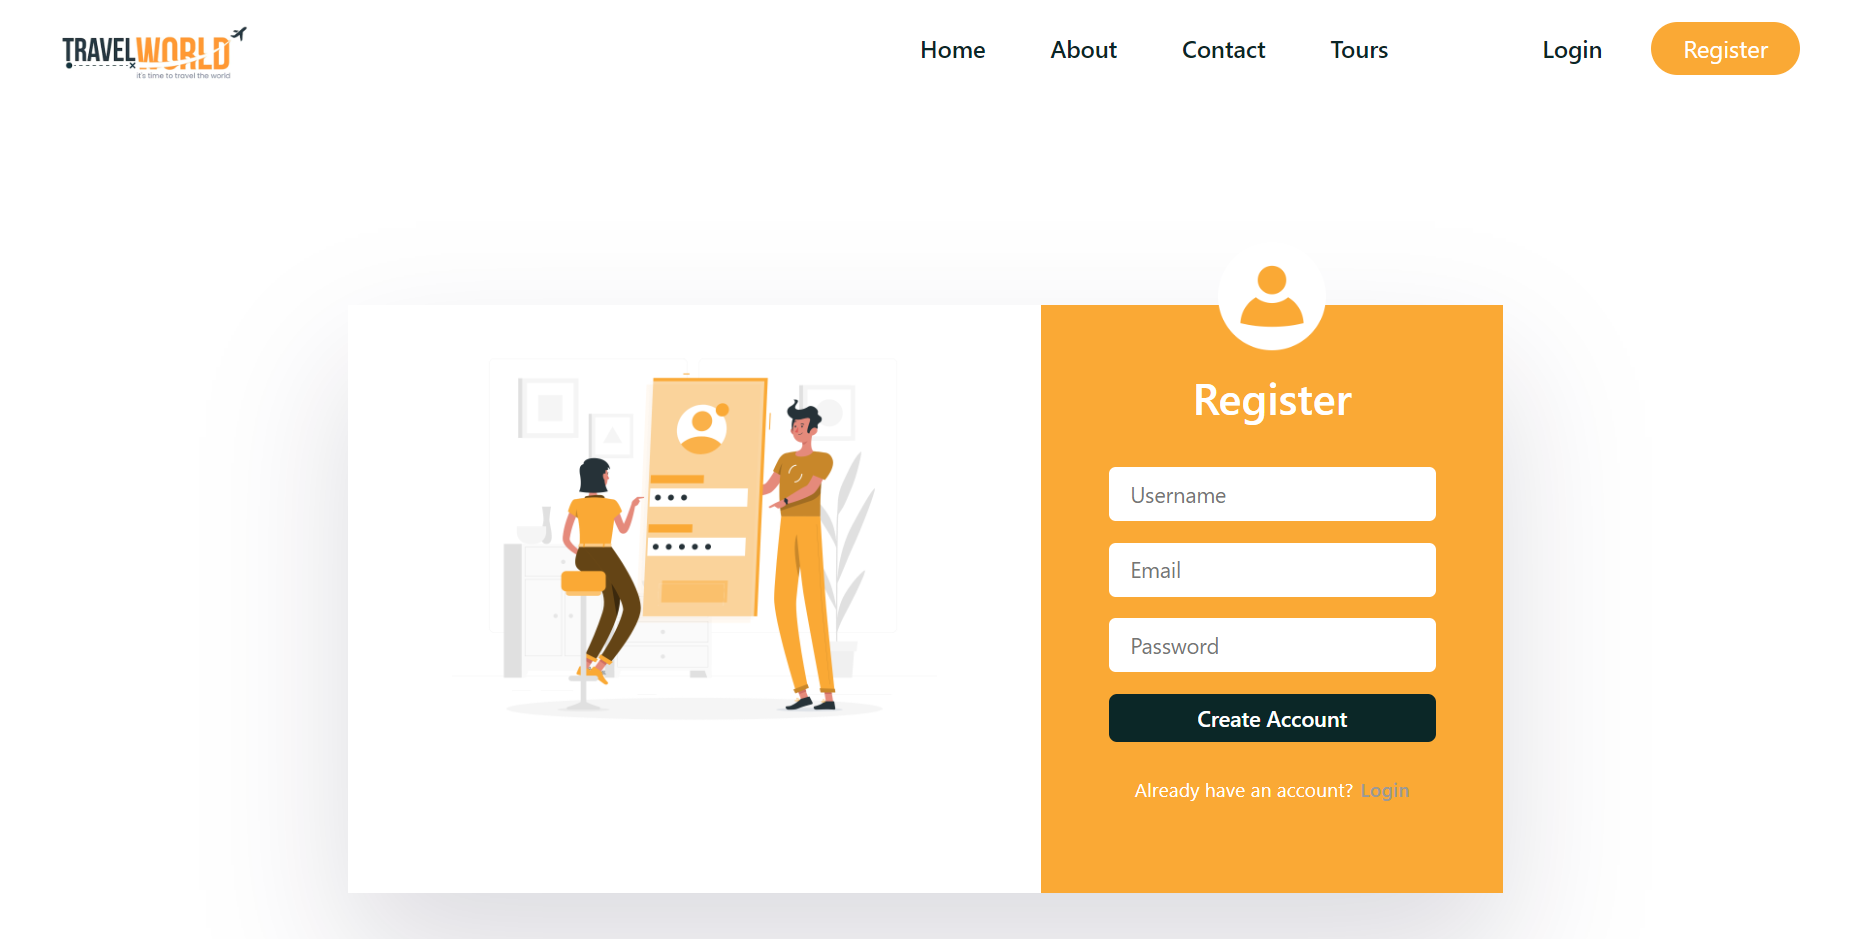 TRAVELWORLD
it's time to travel the world
Home About Contact Tours Login Register
Register
Username
Email
Password
Create Account
Already have an account? Login